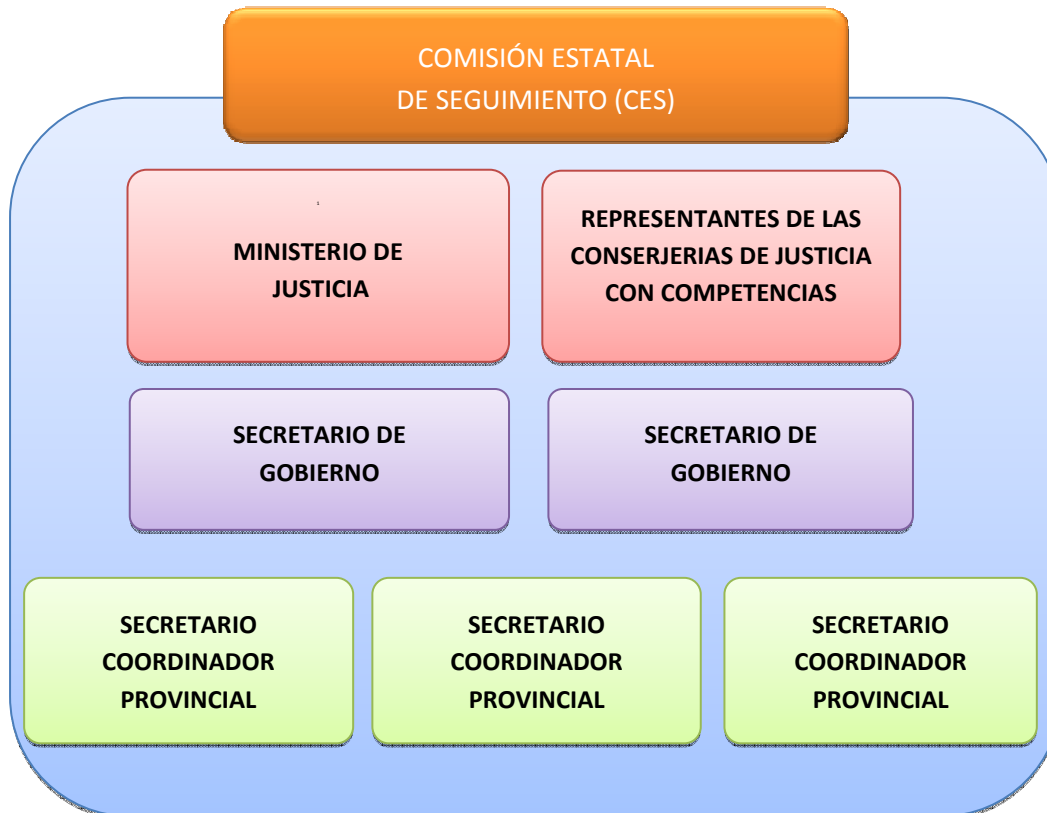 COMISIÓN ESTATAL
DE SEGUIMIENTO (CES)
MINISTERIO DE
JUSTICIA
REPRESENTANTES DE LAS
CONSERJERIAS DE JUSTICIA
CON COMPETENCIAS
SECRETARIO DE
GOBIERNO
SECRETARIO DE
GOBIERNO
SECRETARIO
COORDINADOR
PROVINCIAL
SECRETARIO
COORDINADOR
PROVINCIAL
SECRETARIO
COORDINADOR
PROVINCIAL